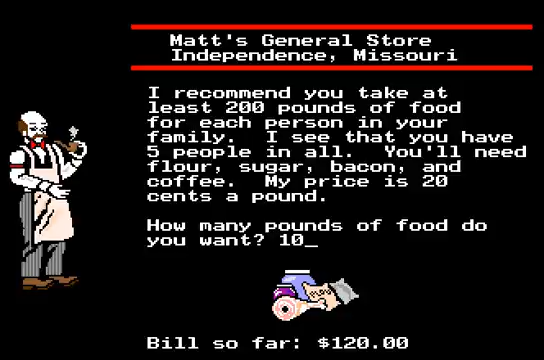 Matt's General Store
Independence, Missouri
I recommend you take at
least 200 pounds of food
for each person in your
family.  I see that you have
5 people in all.  You'll need
flour, sugar, bacon, and
coffee.  My price is 20
cents a pound.
How many pounds of food do
you want? 10_
Bill so far: $120.00